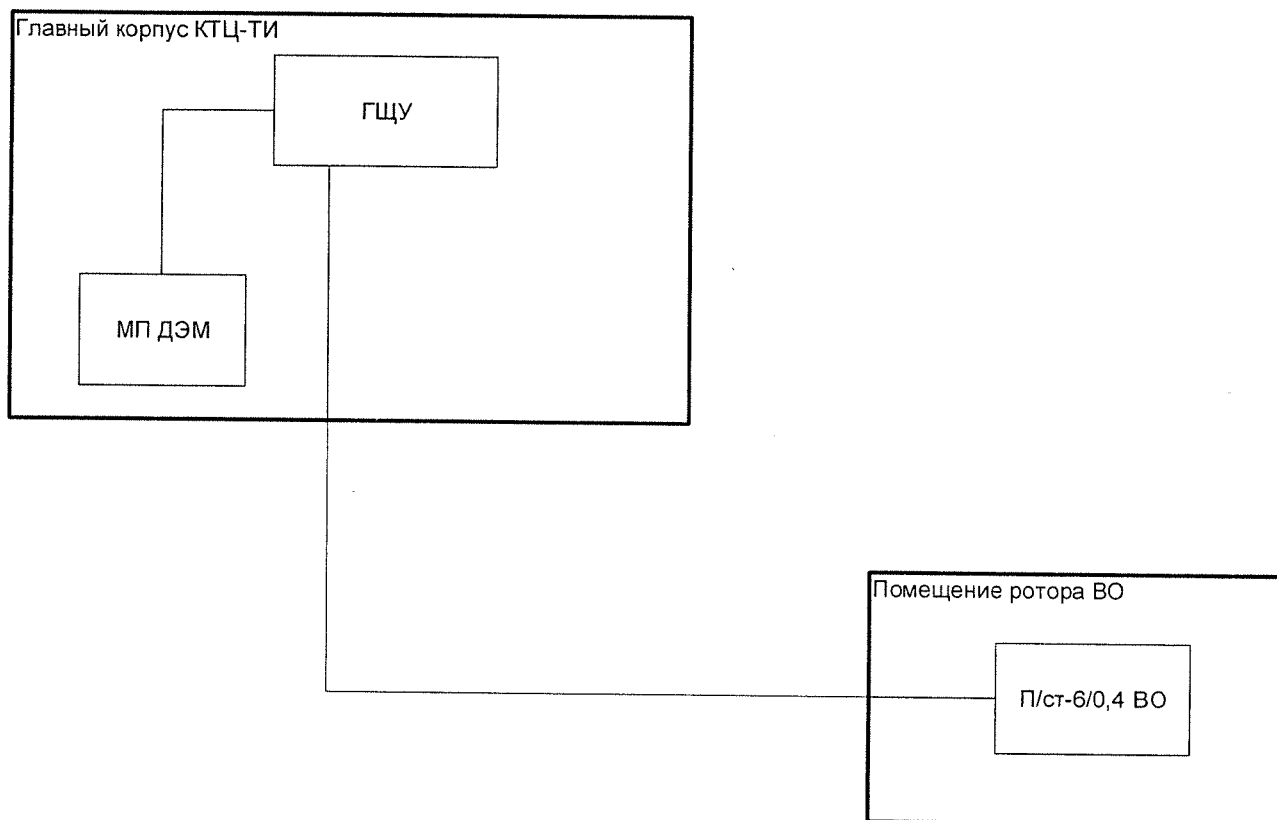 Главный корпус КТЦ-ТИ
ГЩУ
МП ДЭМ
Помещение ротора ВО
П/ст-6/0,4 ВО